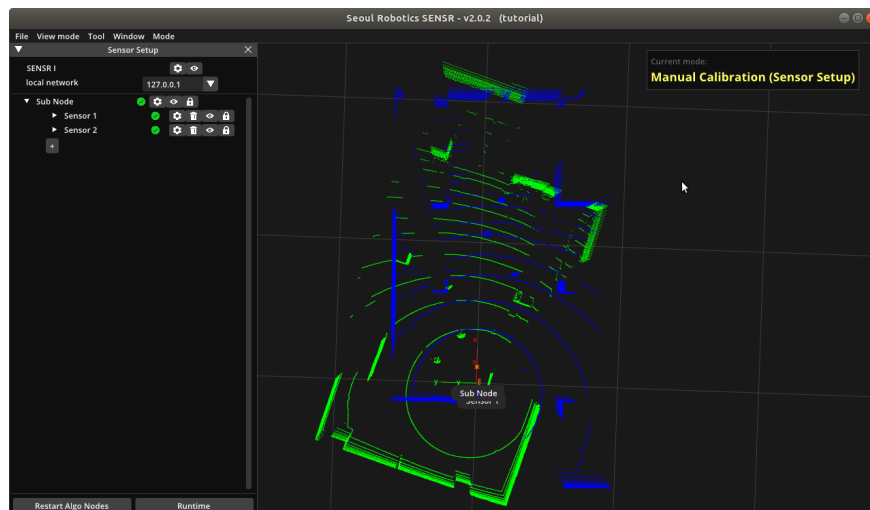 Seoul Robotics SENSR - v2.0.2 (tutorial)
File View mode Tool Window Mode
Sensor Setup
SENSR I
local network 127.0.0.1
Sub Node
Sensor 1
Sensor 2
+
Restart Algo Nodes Runtime
Current mode:
Manual Calibration (Sensor Setup)
x
x
y y
Sub Node